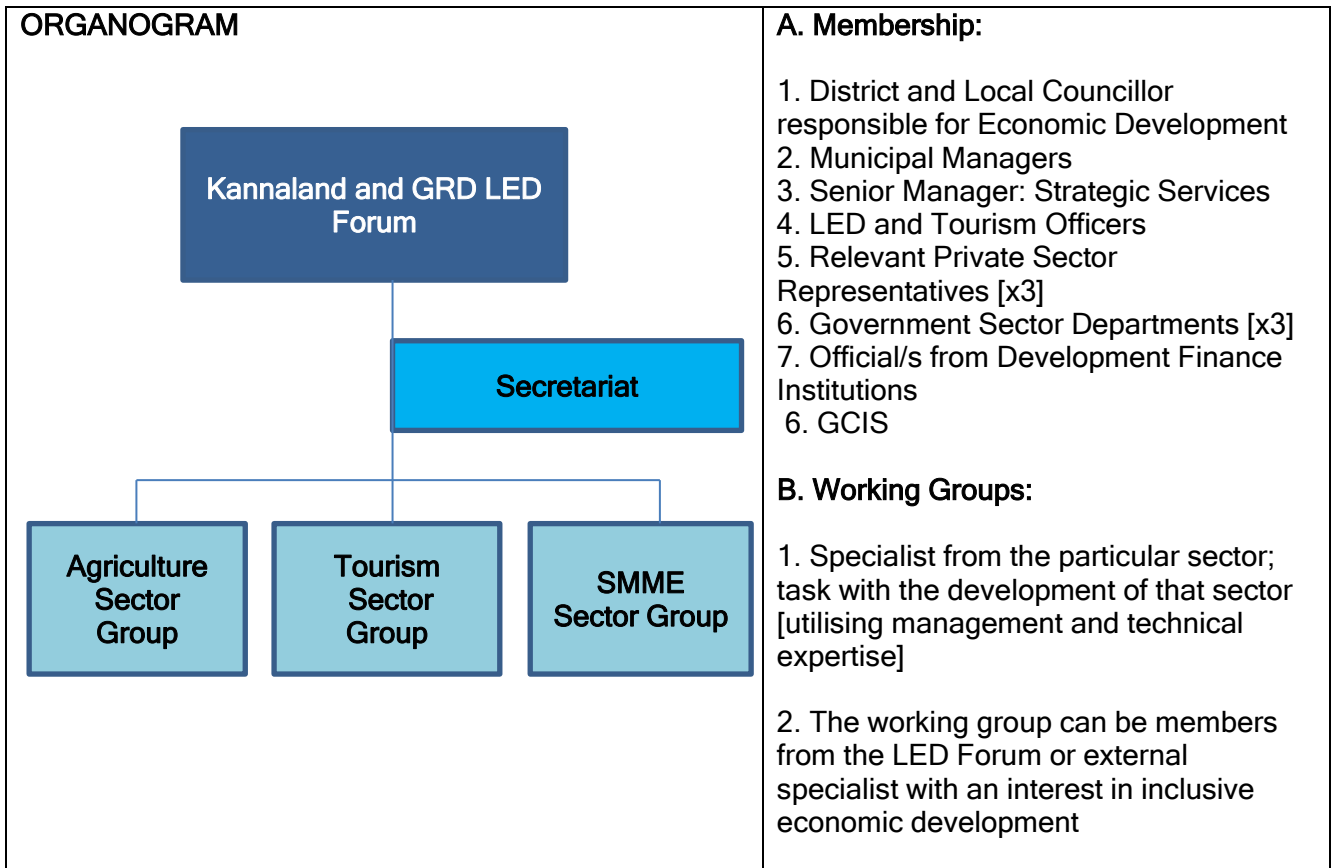 ORGANOGRAM
Kannaland and GRD LED
Forum
Secretariat
Agriculture
Sector
Group
Tourism
Sector
Group
SMME
Sector Group
A. Membership:
1. District and Local Councillor
responsible for Economic Development
2. Municipal Managers
3. Senior Manager: Strategic Services
4. LED and Tourism Officers
5. Relevant Private Sector
Representatives [x3]
6. Government Sector Departments [x3]
7. Official/s from Development Finance
Institutions
6. GCIS
B. Working Groups:
1. Specialist from the particular sector;
task with the development of that sector
[utilising management and technical
expertise]
2. The working group can be members
from the LED Forum or external
specialist with an interest in inclusive
economic development